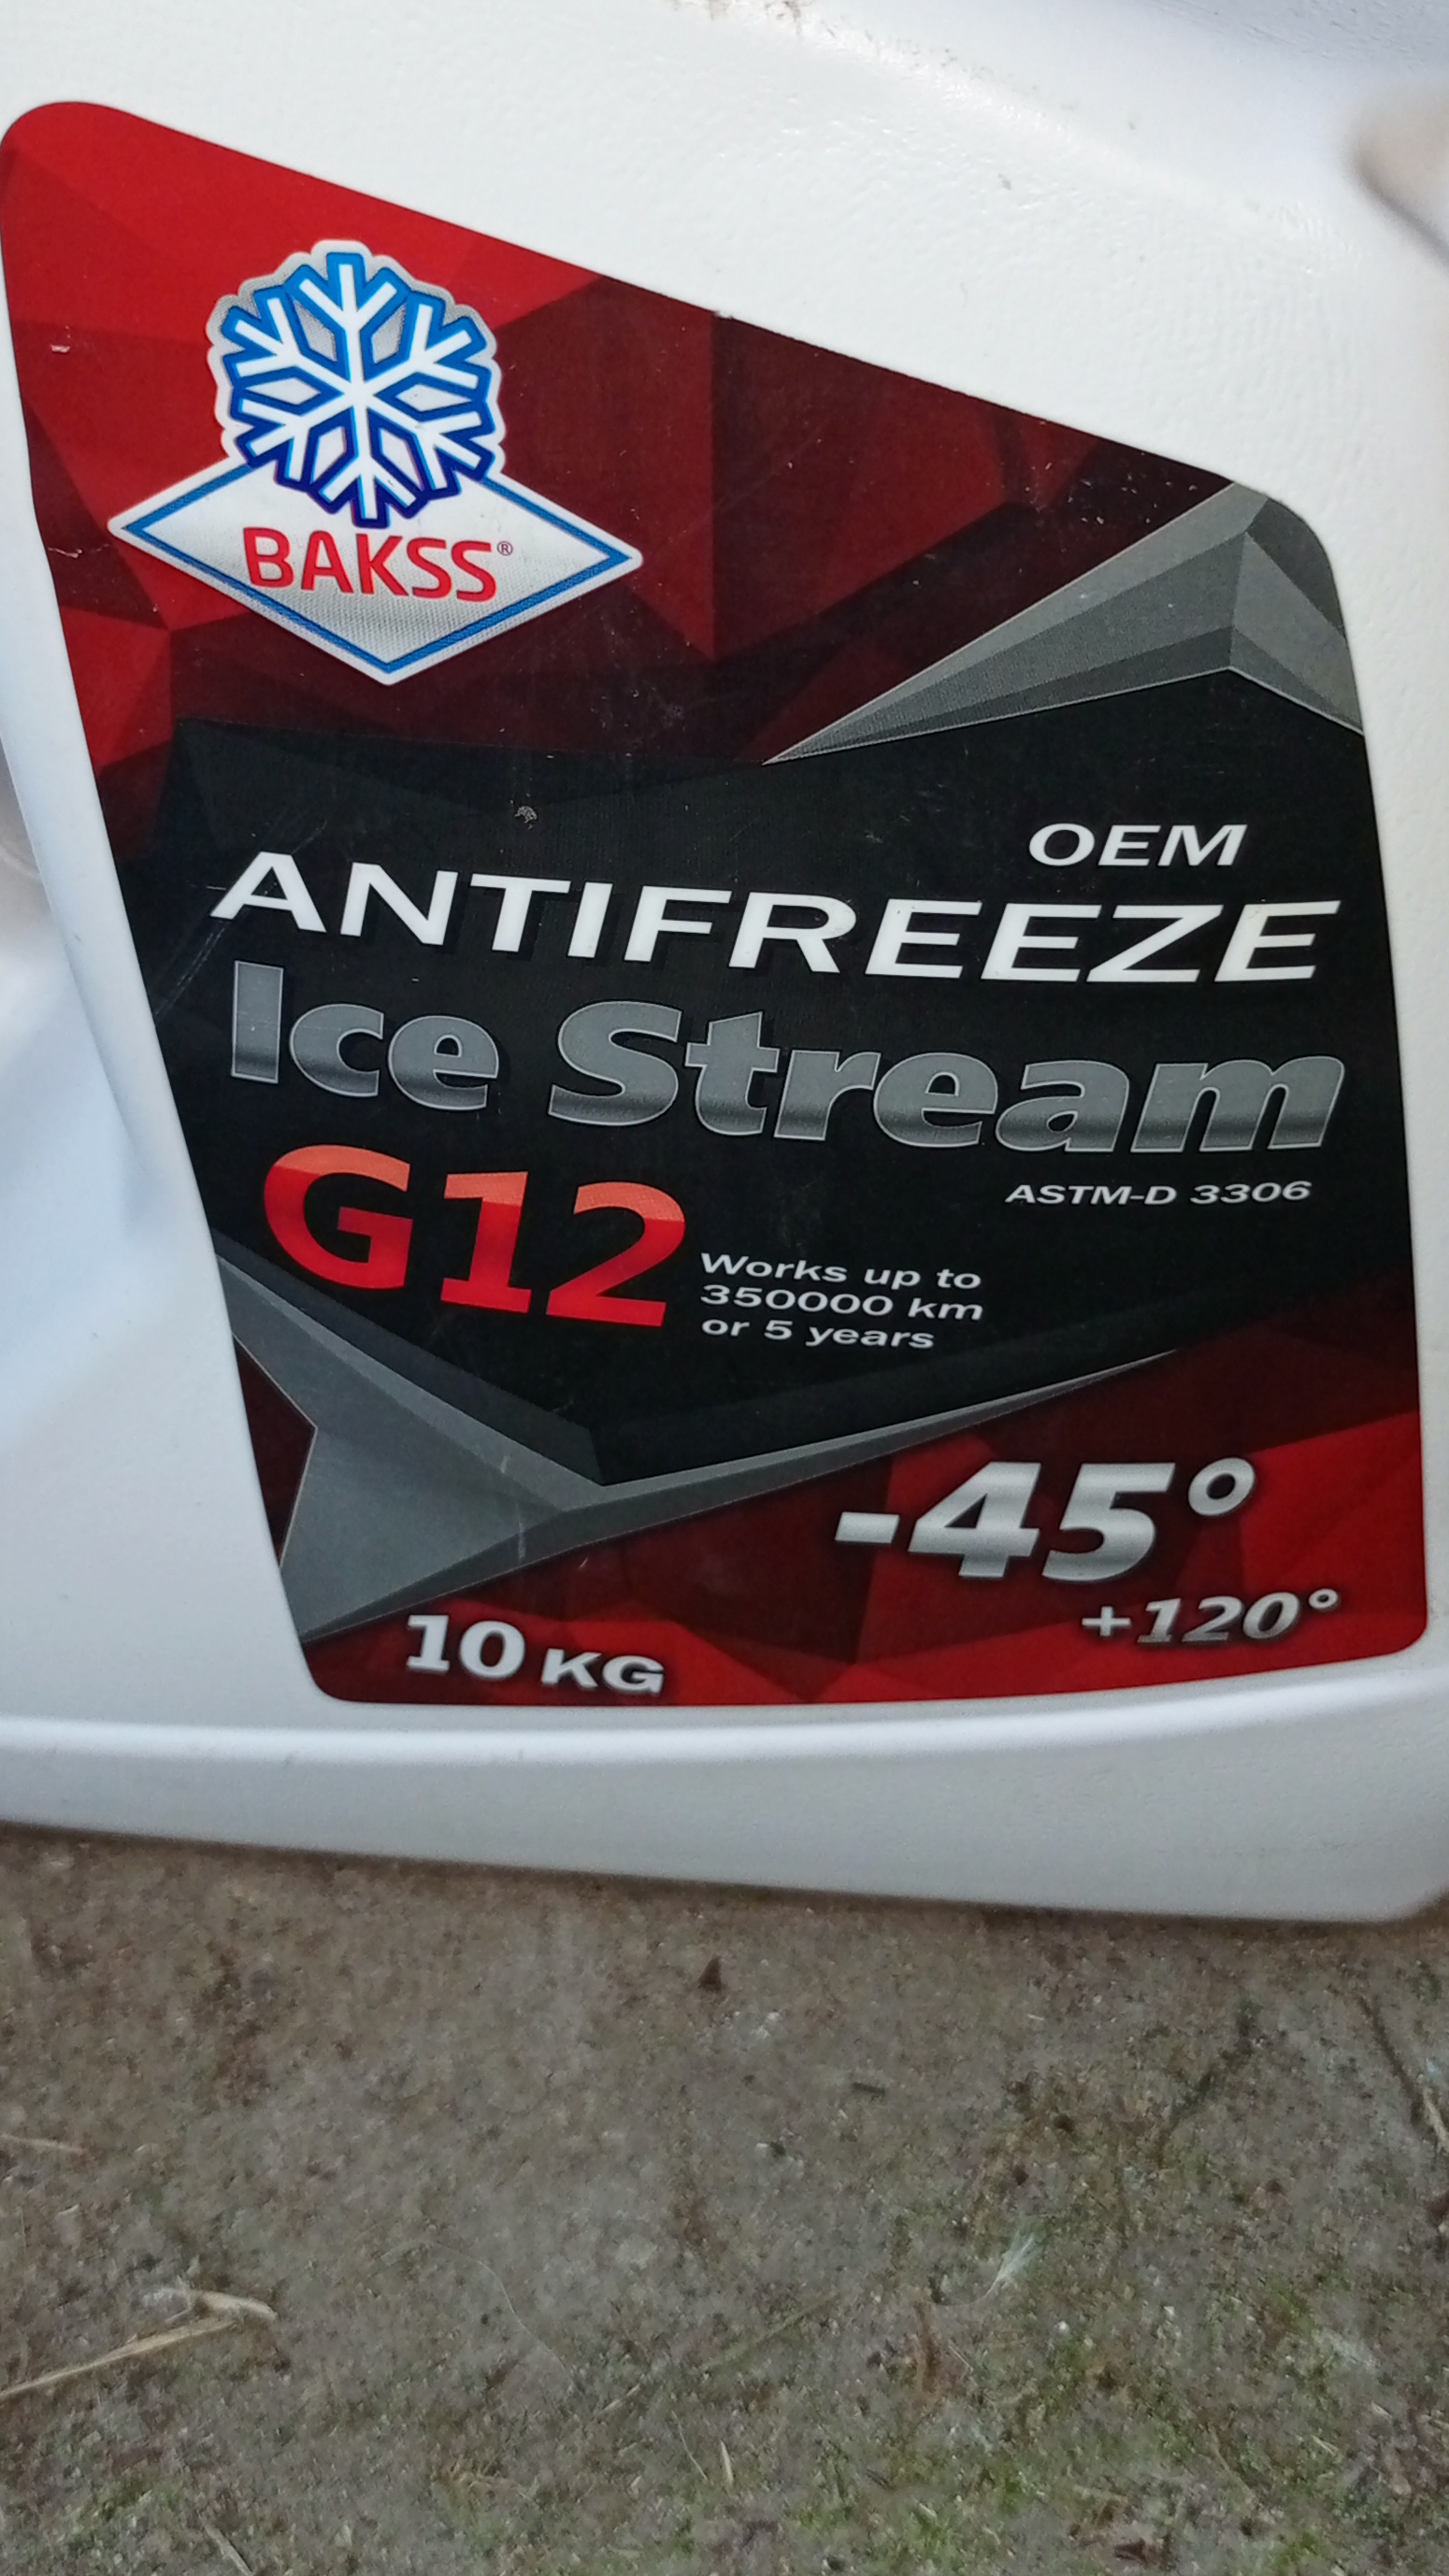 BAKSS®
OEM
ANTIFREEZE
Ice Stream
ASTM-D 3306
G12
Works up to
350000 km
or 5 years
-45°
+120°
10 KG